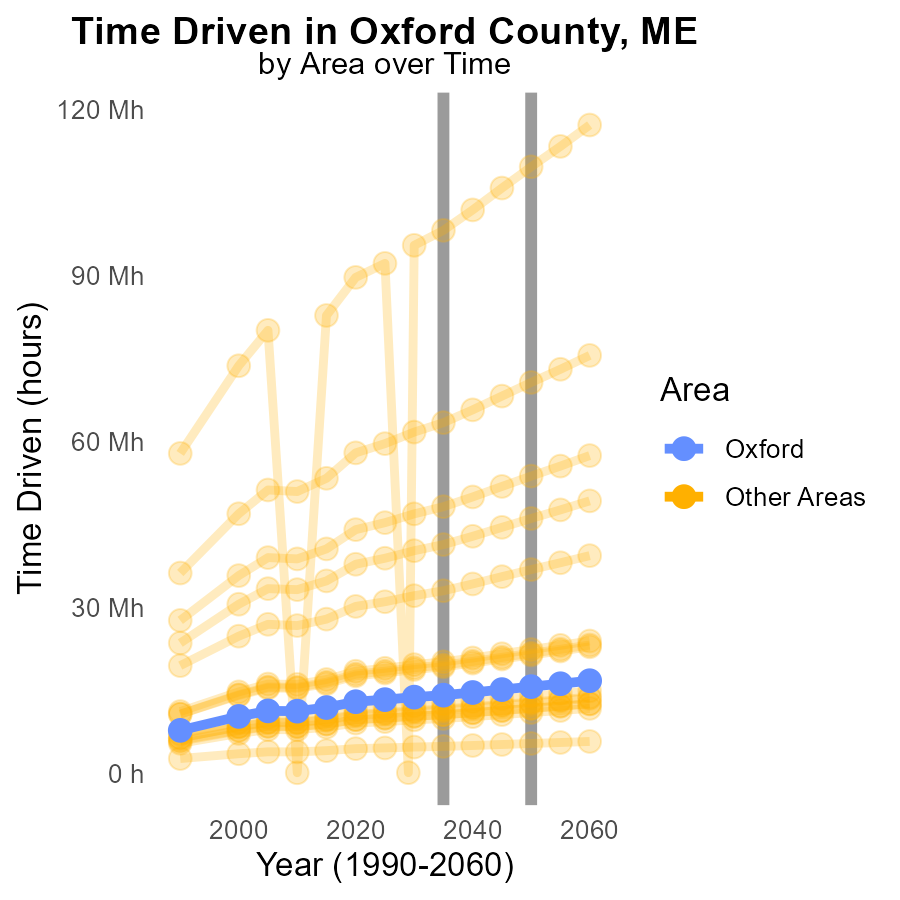 Time Driven in Oxford County, ME
by Area over Time
120 Mh
90 Mh
60 Mh
30 Mh
0 h
Time Driven (hours)
2000
2020
2040
2060
Year (1990-2060)
Area
Oxford
Other Areas